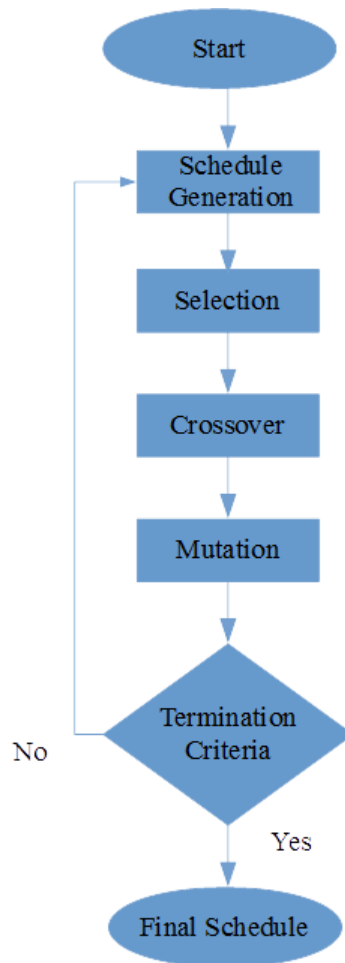 Start
Schedule
Generation
Selection
Crossover
Mutation
Termination
Criteria
No
Yes
Final Schedule